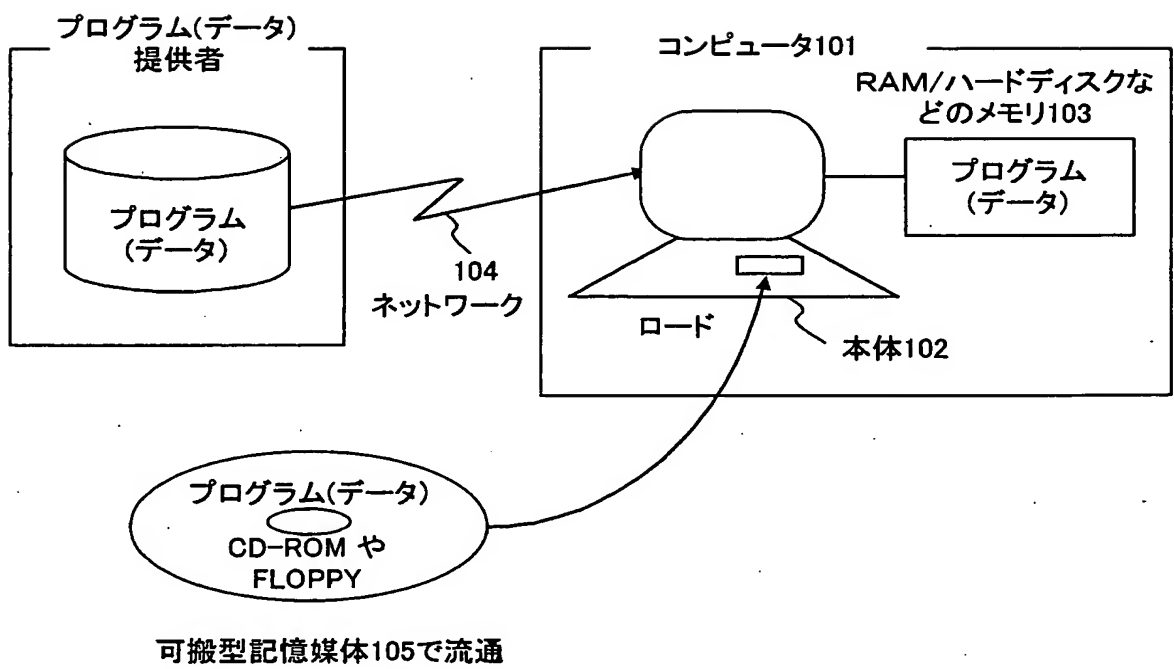 プログラム(データ)
提供者
プログラム
(データ)
104
ネットワーク
コンピュータ101
RAM/ハードディスクな
どのメモリ103
プログラム
(データ)
ロード
本体102
プログラム(データ)
CD-ROM や
FLOPPY
可搬型記憶媒体105で流通